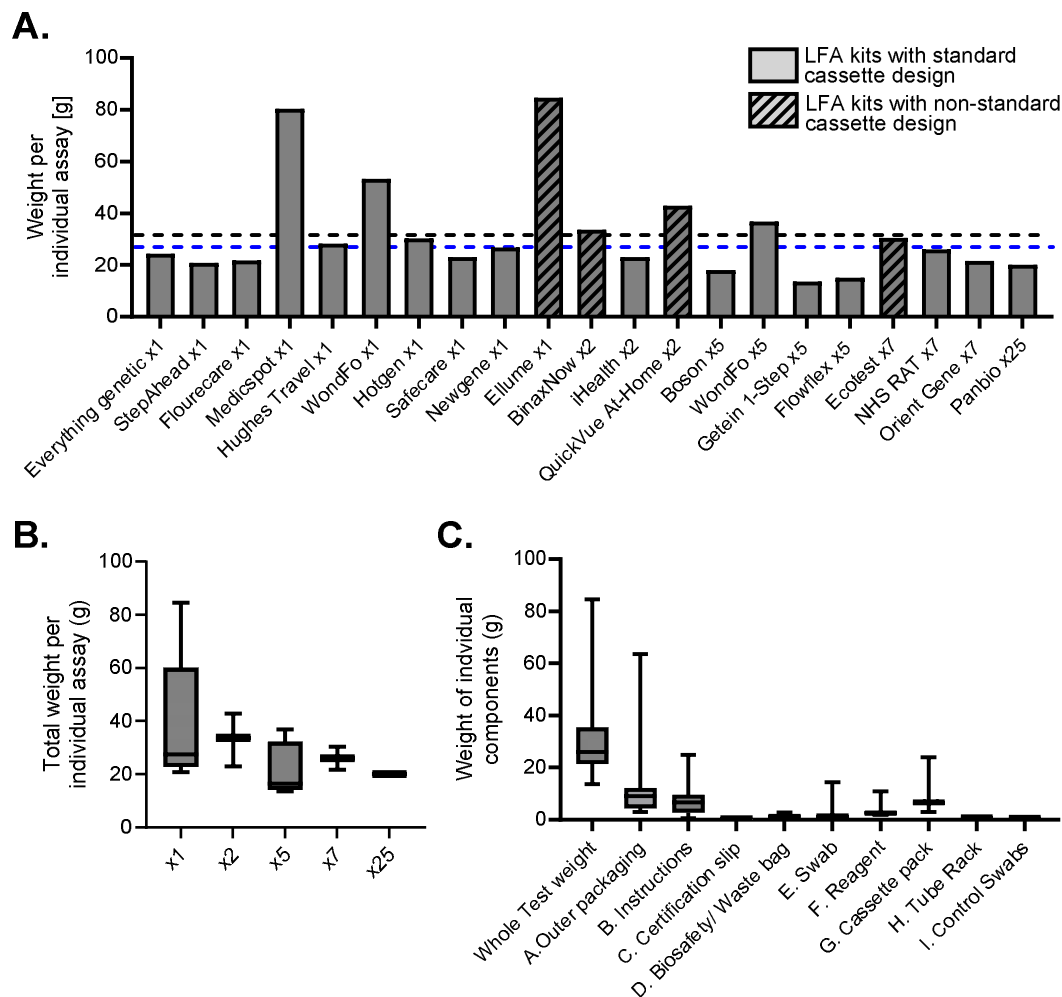 A.
LFA kits with standard
cassette design
LFA kits with non-standard
cassette design
Weight per
individual assay [g]
100
80
60
40
20
0
Everything genetic x1
StepAhead x1
Flourecare x1
Medicspot x1
Hughes Travel x1
WondFo x1
Hotgen x1
Safecare x1
Newgene x1
Ellume x1
BinaxNow x2
iHealth x2
QuickVue At-Home x2
Boson x5
WondFo x5
Getein 1-Step x5
Flowflex x5
Ecotest x7
NHS RAT x7
Orient Gene x7
Panbio x25
B.
Total weight per
individual assay (g)
100
80
60
40
20
0
x1
x2
x5
x7
x25
C.
Weight of indvidual
components (g)
100
80
60
40
20
0
Whole Test weight
A.Outer packaging
B. Instructions
C. Certification slip
D. Biosafety/ Waste bag
E. Swab
F. Reagent
G. Cassette pack
H. Tube Rack
I. Control Swabs